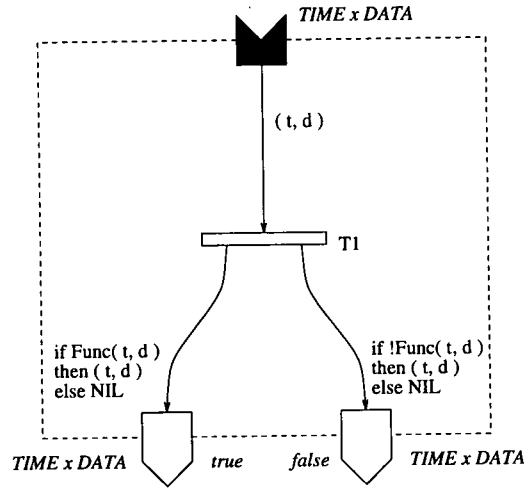 TIME x DATA
( t, d )
T1
if Func( t, d )
then ( t, d )
else NIL
if !Func( t, d )
then ( t, d )
else NIL
TIME x DATA
true
false
TIME x DATA